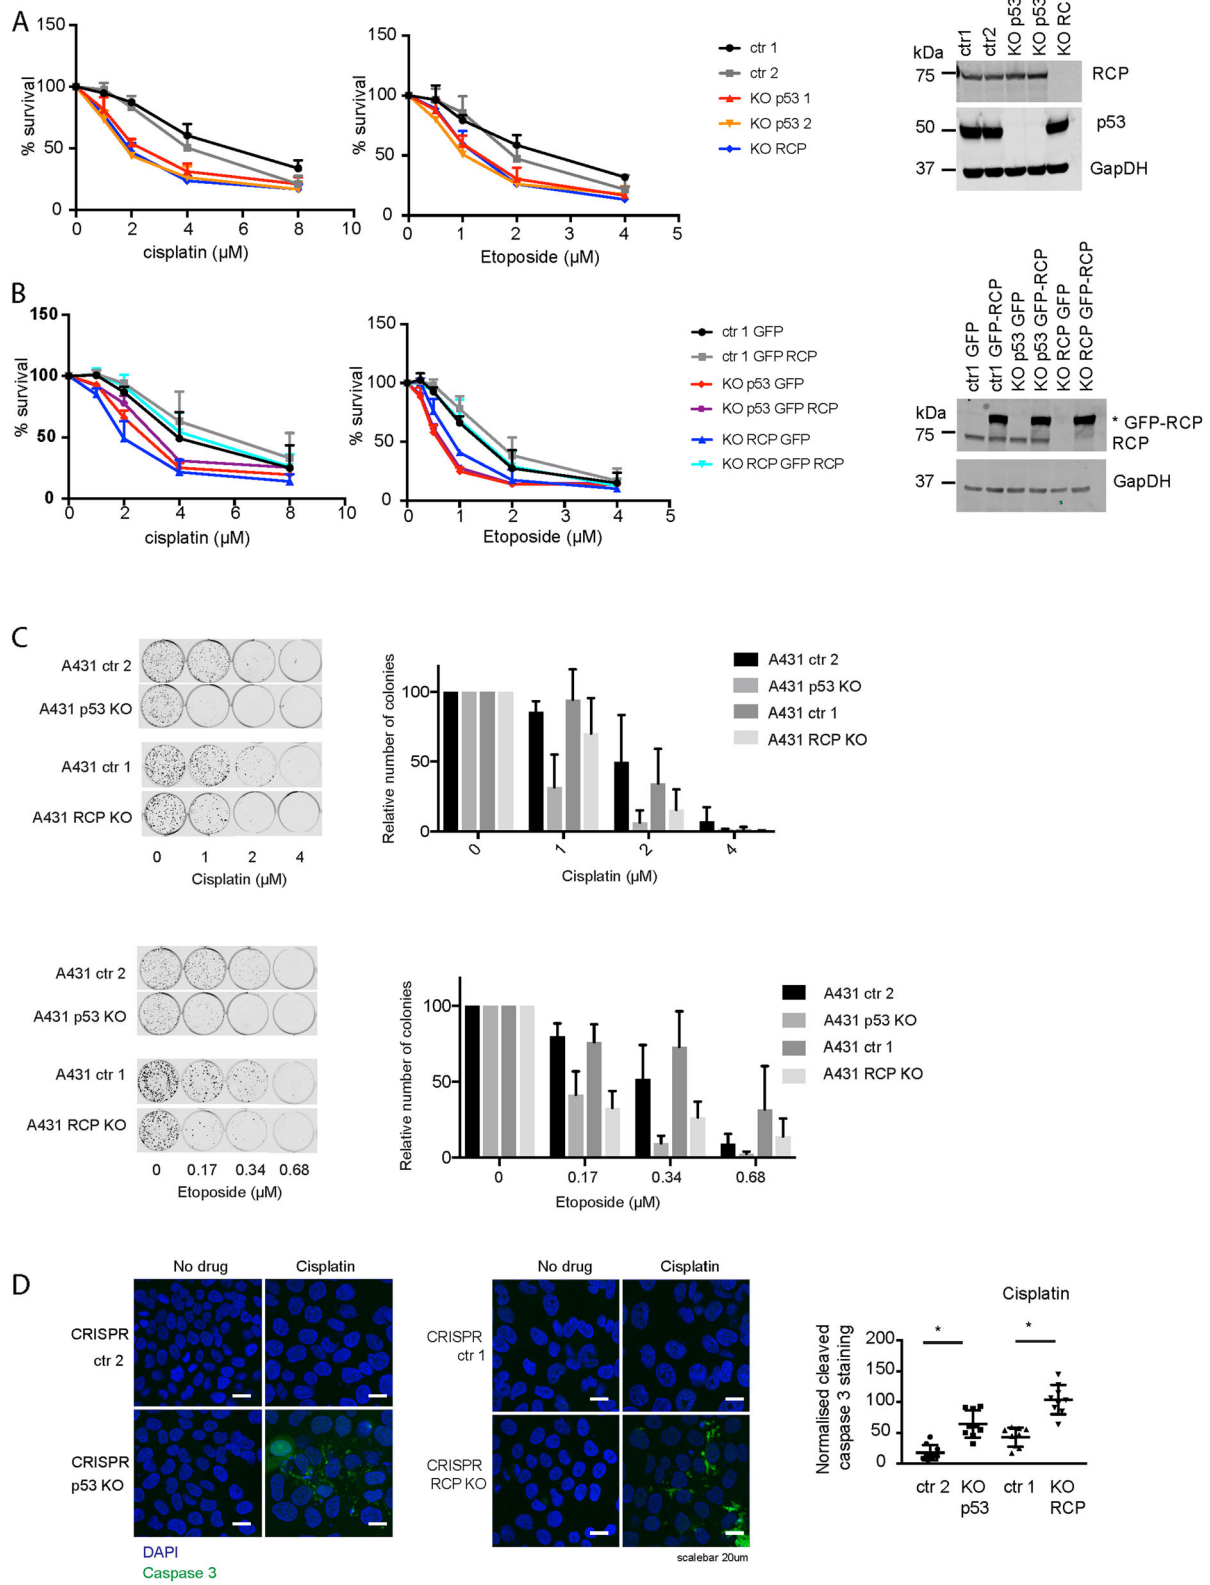 A
150
100
50
0
% survival
0 2 4 6 8 10
cisplatin (µM)
150
100
50
0
% survival
0 1 2 3 4 5
Etoposide (µM)
ctr 1
ctr 2
KO p53 1
KO p53 2
KO RCP
ctr1
ctr2
KO p53
KO p53
KO RC
kDa
75
50
37
RCP
p53
GapDH
B
150
100
50
0
% survival
0 2 4 6 8 10
cisplatin (µM)
150
100
50
0
% survival
0 1 2 3 4 5
Etoposide (µM)
ctr 1 GFP
ctr 1 GFP RCP
KO p53 GFP
KO p53 GFP RCP
KO RCP GFP
KO RCP GFP RCP
ctr1 GFP
ctr1 GFP-RCP
KO p53 GFP
KO p53 GFP-RCP
KO RCP GFP
KO RCP GFP-RCP
kDa
75
37
* GFP-RCP
RCP
GapDH
C
A431 ctr 2
A431 p53 KO
A431 ctr 1
A431 RCP KO
0 1 2 4
Cisplatin (µM)
Relative number of colonies
100
50
0
0 1 2 4
Cisplatin (µM)
A431 ctr 2
A431 p53 KO
A431 ctr 1
A431 RCP KO
A431 ctr 2
A431 p53 KO
A431 ctr 1
A431 RCP KO
0 0.17 0.34 0.68
Etoposide (µM)
Relative number of colonies
100
50
0
0 0.17 0.34 0.68
Etoposide (µM)
A431 ctr 2
A431 p53 KO
A431 ctr 1
A431 RCP KO
D
No drug Cisplatin
CRISPR
ctr 2
CRISPR
p53 KO
DAPI
Caspase 3
No drug Cisplatin
CRISPR
ctr 1
CRISPR
RCP KO
scalebar 20um
Cisplatin
Normalised cleaved
caspase 3 staining
200
150
100
50
0
* *
ctr 2
KO
p53
ctr 1
KO
RCP